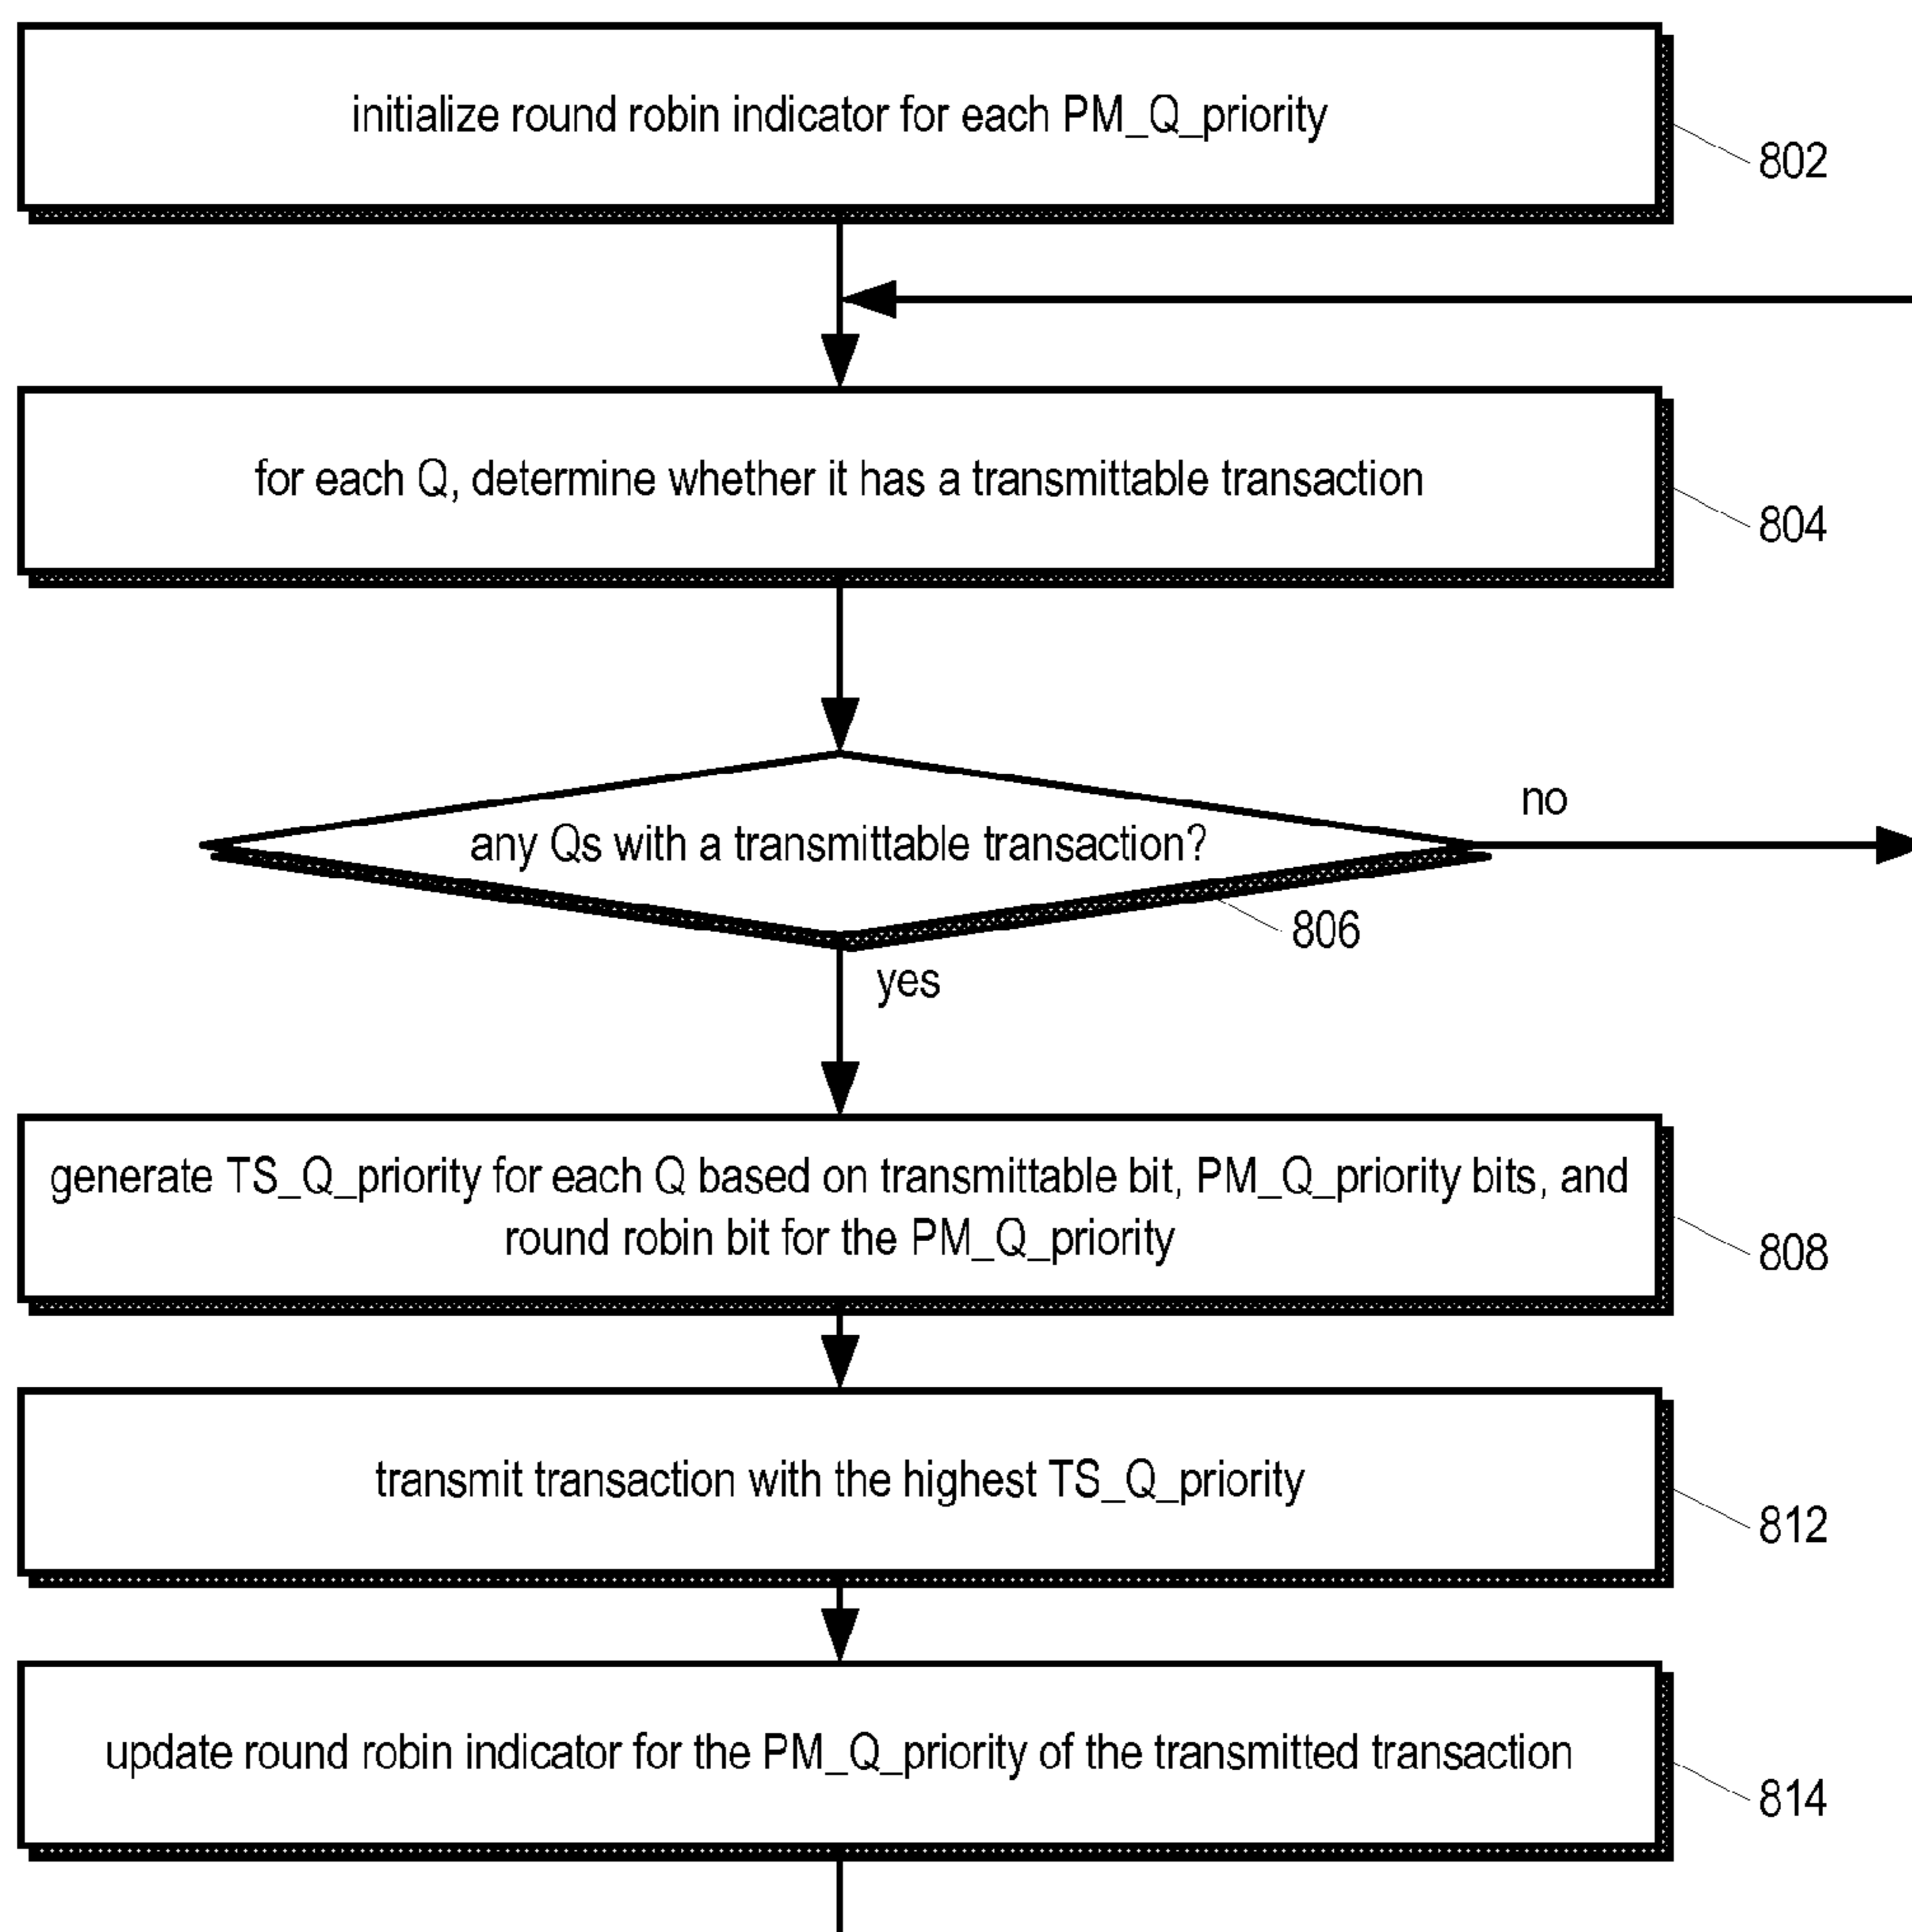 initialize round robin indicator for each PM_Q_priority
802
for each Q, determine whether it has a transmittable transaction
804
no
any Qs with a transmittable transaction?
806
yes
generate TS_Q_priority for each Q based on transmittable bit, PM_Q_priority bits, and
round robin bit for the PM_Q_priority
808
transmit transaction with the highest TS_Q_priority
812
update round robin indicator for the PM_Q_priority of the transmitted transaction
814